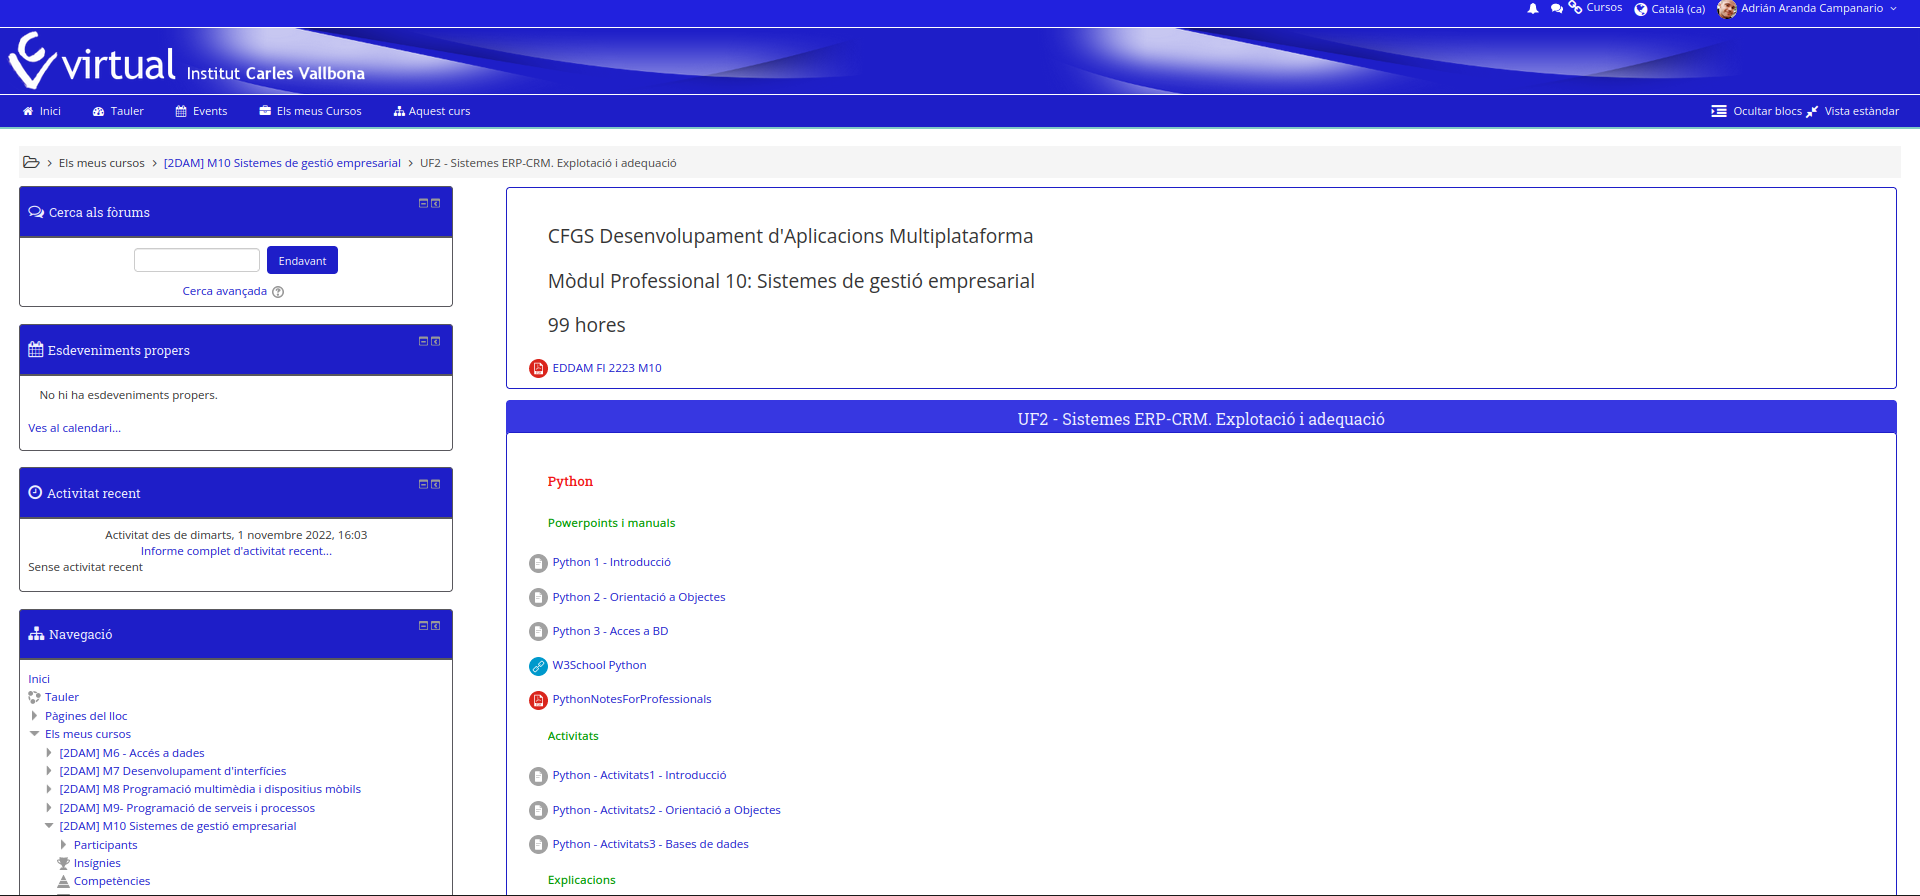 Cursos
Català (ca)
Adrián Aranda Campanario
virtual Institut Carles Vallbona
Inici
Tauler
Events
Els meus Cursos
Aquest curs
Ocultar blocs
Vista estàndar
Els meus cursos
[2DAM] M10 Sistemes de gestió empresarial
UF2 - Sistemes ERP-CRM. Explotació i adequació
Cerca als fòrums
Endavant
Cerca avançada
Esdeveniments propers
No hi ha esdeveniments propers.
Ves al calendari...
Activitat recent
Activitat des de dimarts, 1 novembre 2022, 16:03
Informe complet d'activitat recent...
Sense activitat recent
Navegació
Inici
Tauler
Pàgines del lloc
Els meus cursos
[2DAM] M6 - Accés a dades
[2DAM] M7 Desenvolupament d'interfícies
[2DAM] M8 Programació multimèdia i dispositius mòbils
[2DAM] M9- Programació de serveis i processos
[2DAM] M10 Sistemes de gestió empresarial
Participants
Insígnies
Competències
CFGS Desenvolupament d'Aplicacions Multiplataforma
Mòdul Professional 10: Sistemes de gestió empresarial
99 hores
EDDAM FI 2223 M10
UF2 - Sistemes ERP-CRM. Explotació i adequació
Python
Powerpoints i manuals
Python 1 - Introducció
Python 2 - Orientació a Objectes
Python 3 - Acces a BD
W3School Python
PythonNotesForProfessionals
Activitats
Python - Activitats1 - Introducció
Python - Activitats2 - Orientació a Objectes
Python - Activitats3 - Bases de dades
Explicacions